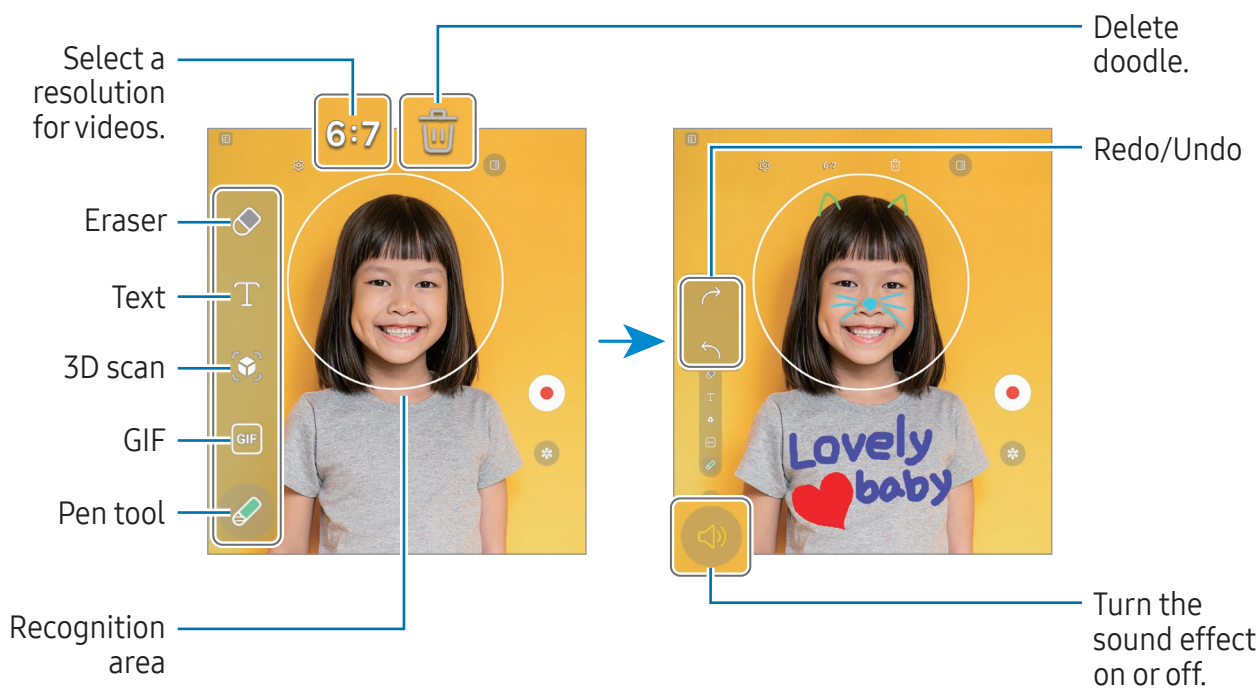 Select a
resolution
for videos.
6:7
Delete
doodle.
Eraser
Text
3D scan
GIF
Pen tool
Recognition
area
T
GIF
6:7
Redo/Undo
T
GIF
Lovely
baby
Turn the
sound effect
on or off.